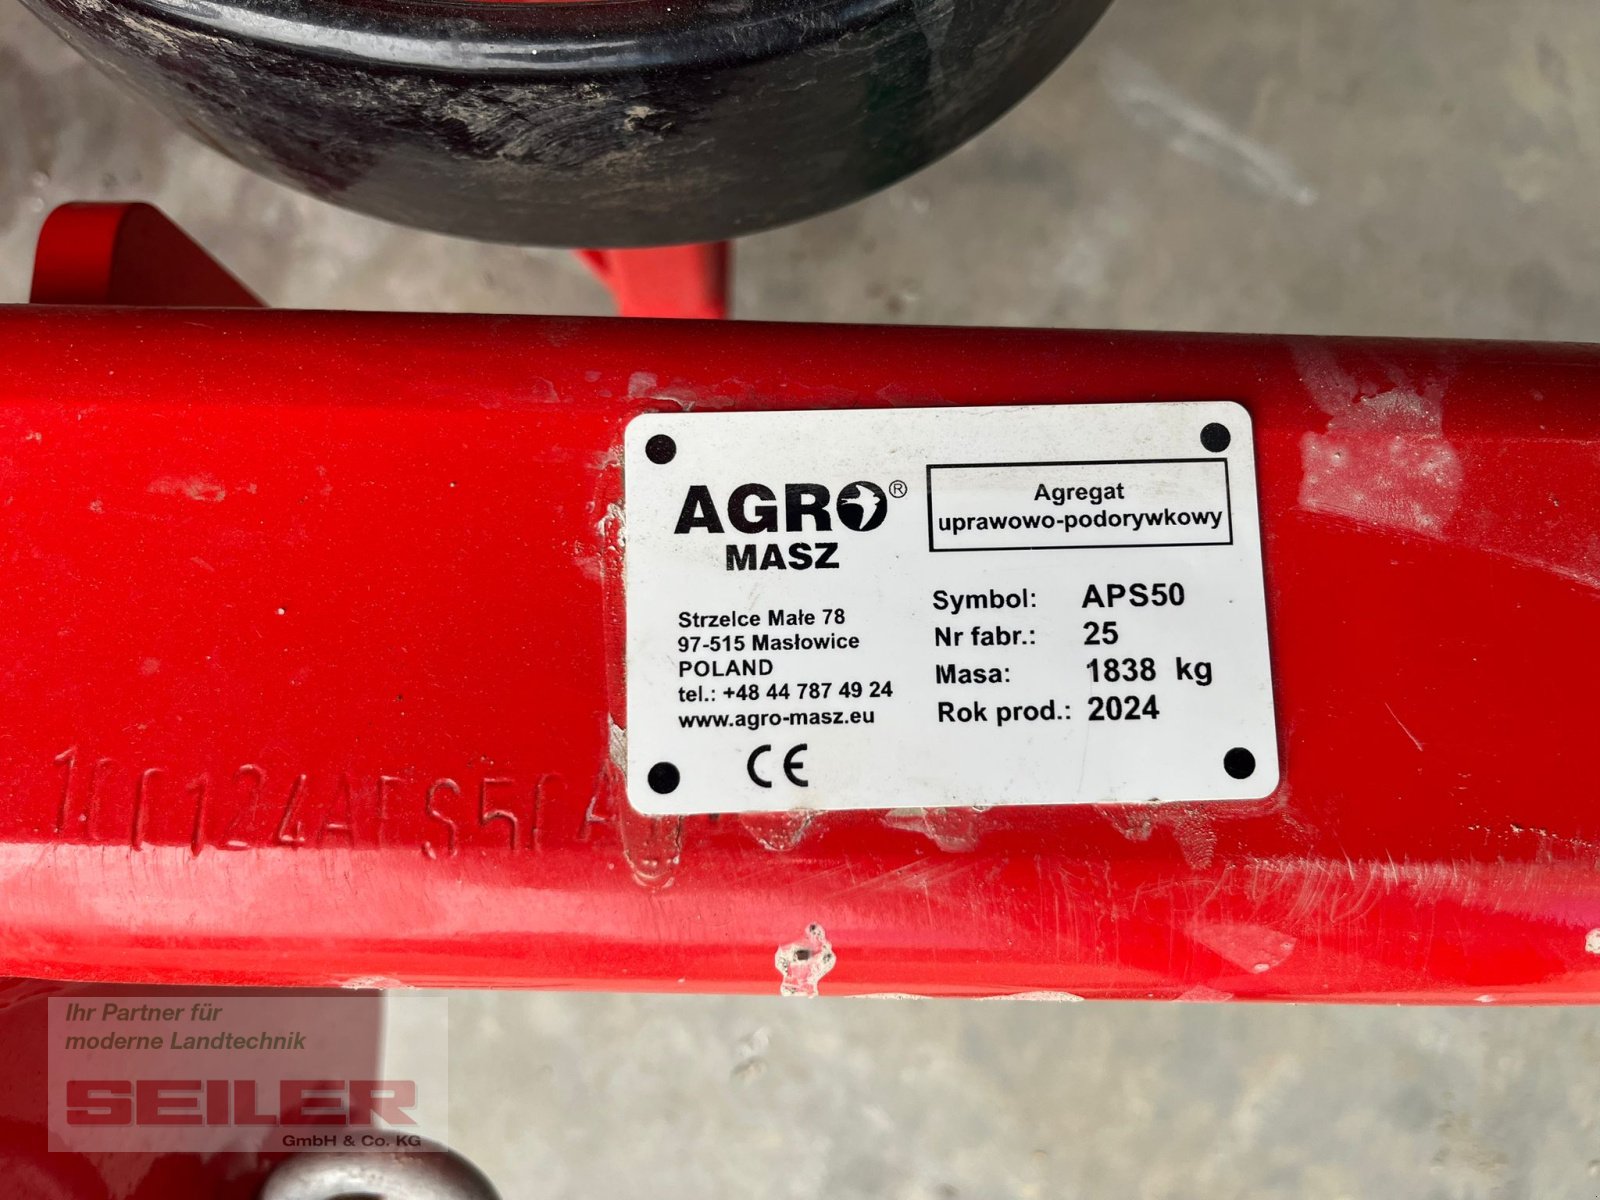 AGRO®
MASZ
Strzelce Małe 78
97-515 Masłowice
POLAND
tel.: +48 44 787 49 24
www.agro-masz.eu
CE
Agregat
uprawowo-podorywkowy
Symbol: APS50
Nr fabr.: 25
Masa: 1838 kg
Rok prod.: 2024
Ihr Partner für
moderne Landtechnik
SEILER
GmbH & Co. KG